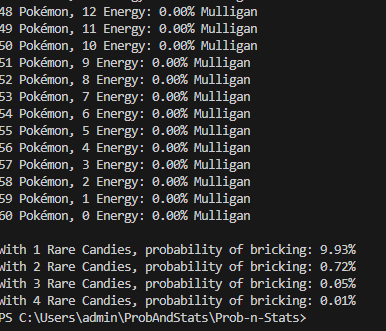 48 Pokémon, 12 Energy: 0.00% Mulligan
49 Pokémon, 11 Energy: 0.00% Mulligan
50 Pokémon, 10 Energy: 0.00% Mulligan
51 Pokémon, 9 Energy: 0.00% Mulligan
52 Pokémon, 8 Energy: 0.00% Mulligan
53 Pokémon, 7 Energy: 0.00% Mulligan
54 Pokémon, 6 Energy: 0.00% Mulligan
55 Pokémon, 5 Energy: 0.00% Mulligan
56 Pokémon, 4 Energy: 0.00% Mulligan
57 Pokémon, 3 Energy: 0.00% Mulligan
58 Pokémon, 2 Energy: 0.00% Mulligan
59 Pokémon, 1 Energy: 0.00% Mulligan
60 Pokémon, 0 Energy: 0.00% Mulligan
With 1 Rare Candies, probability of bricking: 9.93%
With 2 Rare Candies, probability of bricking: 0.72%
With 3 Rare Candies, probability of bricking: 0.05%
With 4 Rare Candies, probability of bricking: 0.01%
PS C:\Users\admin\ProbAndStats\Prob-n-Stats>